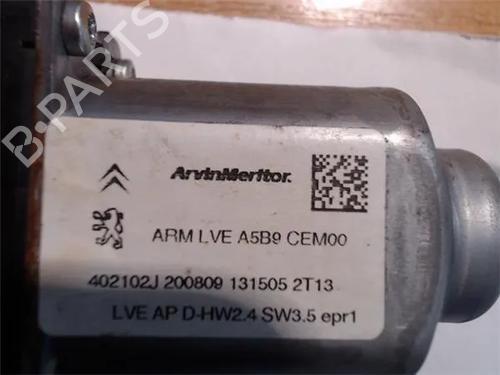 ArvinMeritor.
ARM LVE A5B9 CEM00
402102J 200809 131505 2T13
LVE AP D-HW2.4 SW3.5 epr1
B-PARTS